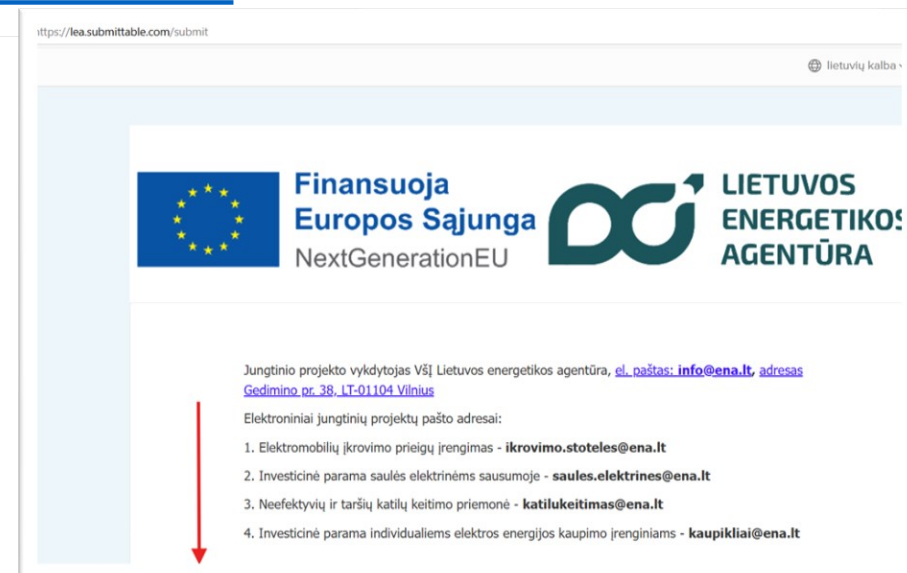 ttps://lea.submittable.com/submit
lietuvių kalba
Finansuoja
Europos Sąjunga
NextGenerationEU
LIETUVOS
ENERGETIKOS
AGENTŪRA
Jungtinio projekto vykdytojas VšĮ Lietuvos energetikos agentūra, el. paštas: info@ena.lt, adresas
Gedimino pr. 38, LT-01104 Vilnius
Elektroniniai jungtinių projektų pašto adresai:
1. Elektromobilių įkrovimo prieigų įrengimas - ikrovimo.stoteles@ena.lt
2. Investicinė parama saulės elektrinėms sausumoje - saules.elektrines@ena.lt
3. Neefektyvių ir taršių katilų keitimo priemonė - katilukeitimas@ena.lt
4. Investicinė parama individualiems elektros energijos kaupimo įrenginiams - kaupikliai@ena.lt